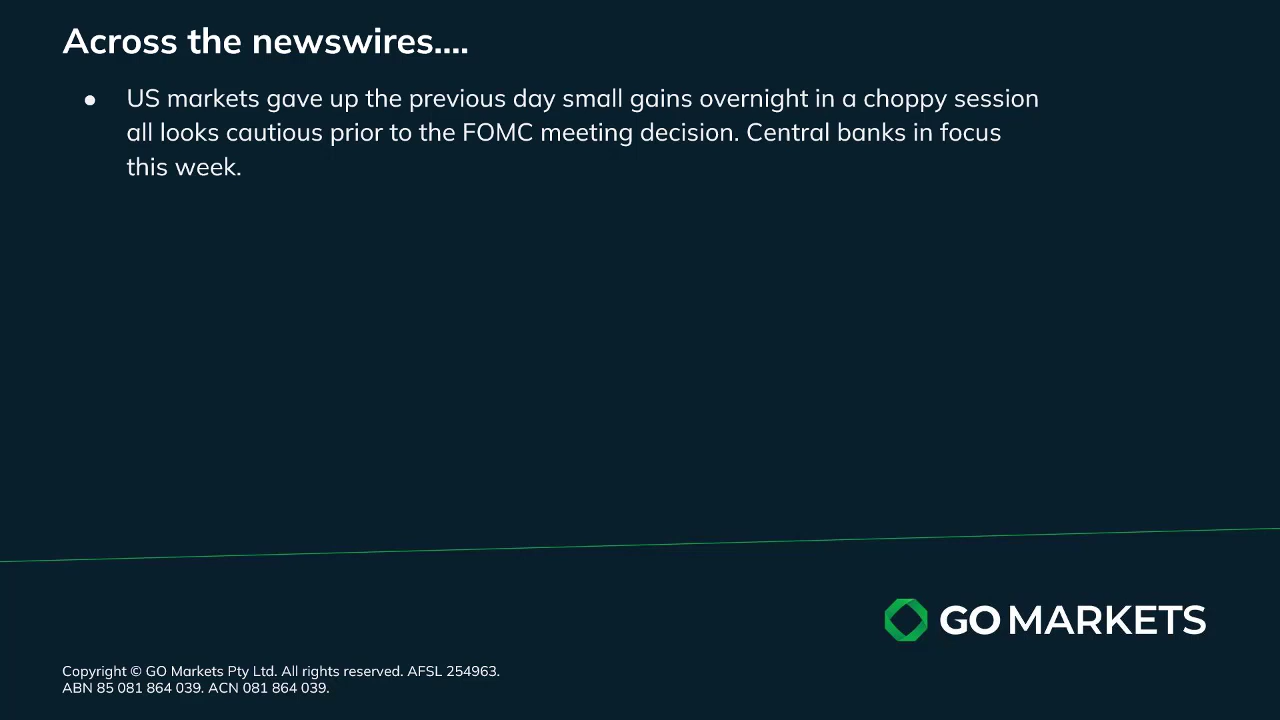 Across the newswires....
● US markets gave up the previous day small gains overnight in a choppy session
all looks cautious prior to the FOMC meeting decision. Central banks in focus
this week.
GO MARKETS
Copyright © GO Markets Pty Ltd. All rights reserved. AFSL 254963.
ABN 85 081 864 039. ACN 081 864 039.